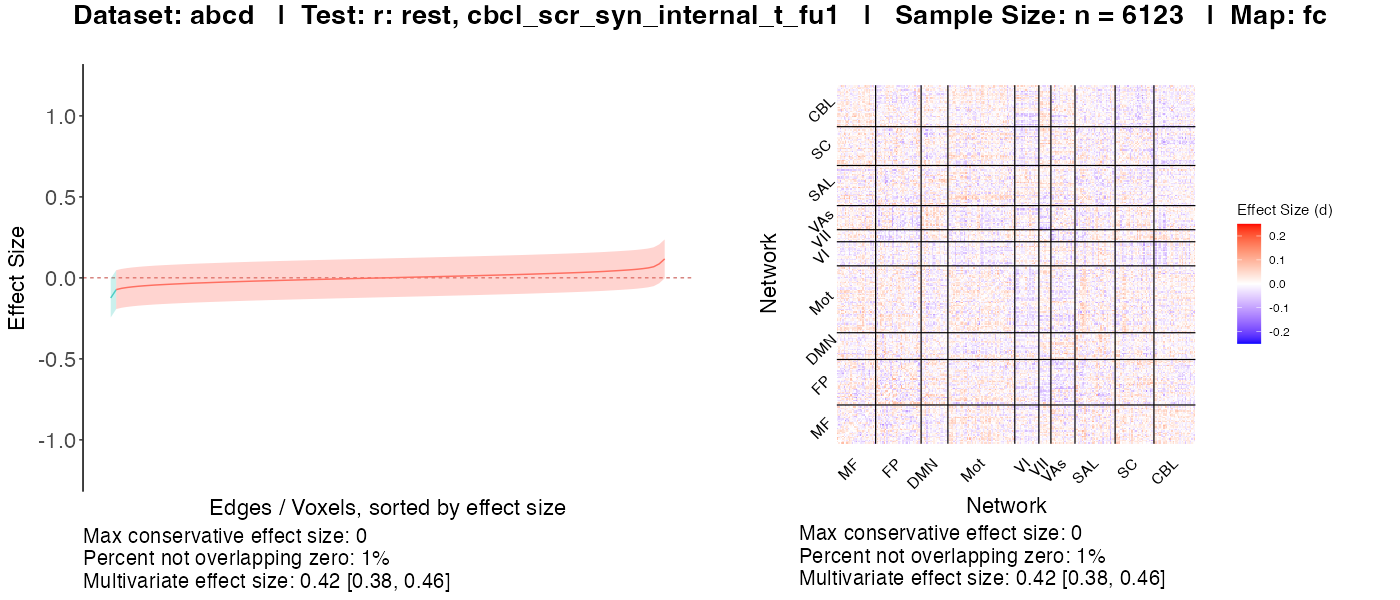 Dataset: abcd | Test: r: rest, cbcl_scr_syn_internal_t_fu1 | Sample Size: n = 6123 | Map: fc
Effect Size
1.0
0.5
0.0
-0.5
-1.0
Edges / Voxels, sorted by effect size
Max conservative effect size: 0
Percent not overlapping zero: 1%
Multivariate effect size: 0.42 [0.38, 0.46]
Network
CBL
SC
SAL
VAs
VII
VI
Mot
DMN
FP
MF
MF
FP
DMN
Mot
VI
VII
VAs
SAL
SC
CBL
Network
Max conservative effect size: 0
Percent not overlapping zero: 1%
Multivariate effect size: 0.42 [0.38, 0.46]
Effect Size (d)
0.2
0.1
0.0
-0.1
-0.2